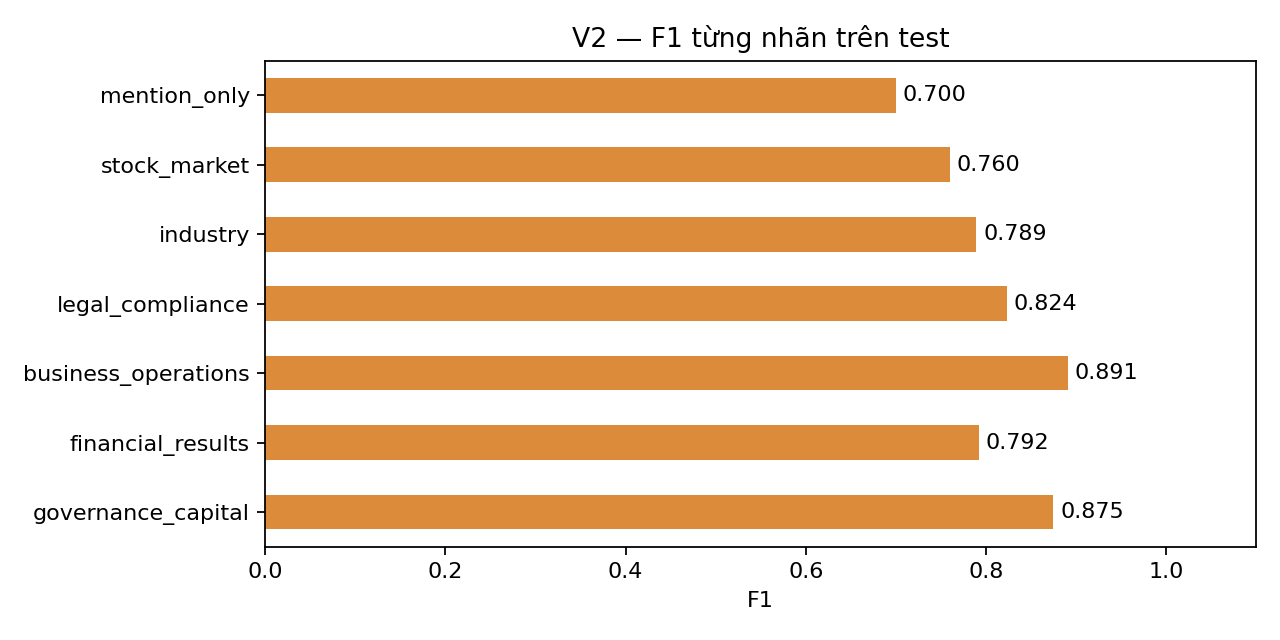 V2 — F1 từng nhãn trên test
mention_only 0.700
stock_market 0.760
industry 0.789
legal_compliance 0.824
business_operations 0.891
financial_results 0.792
governance_capital 0.875
0.0 0.2 0.4 0.6 0.8 1.0
F1